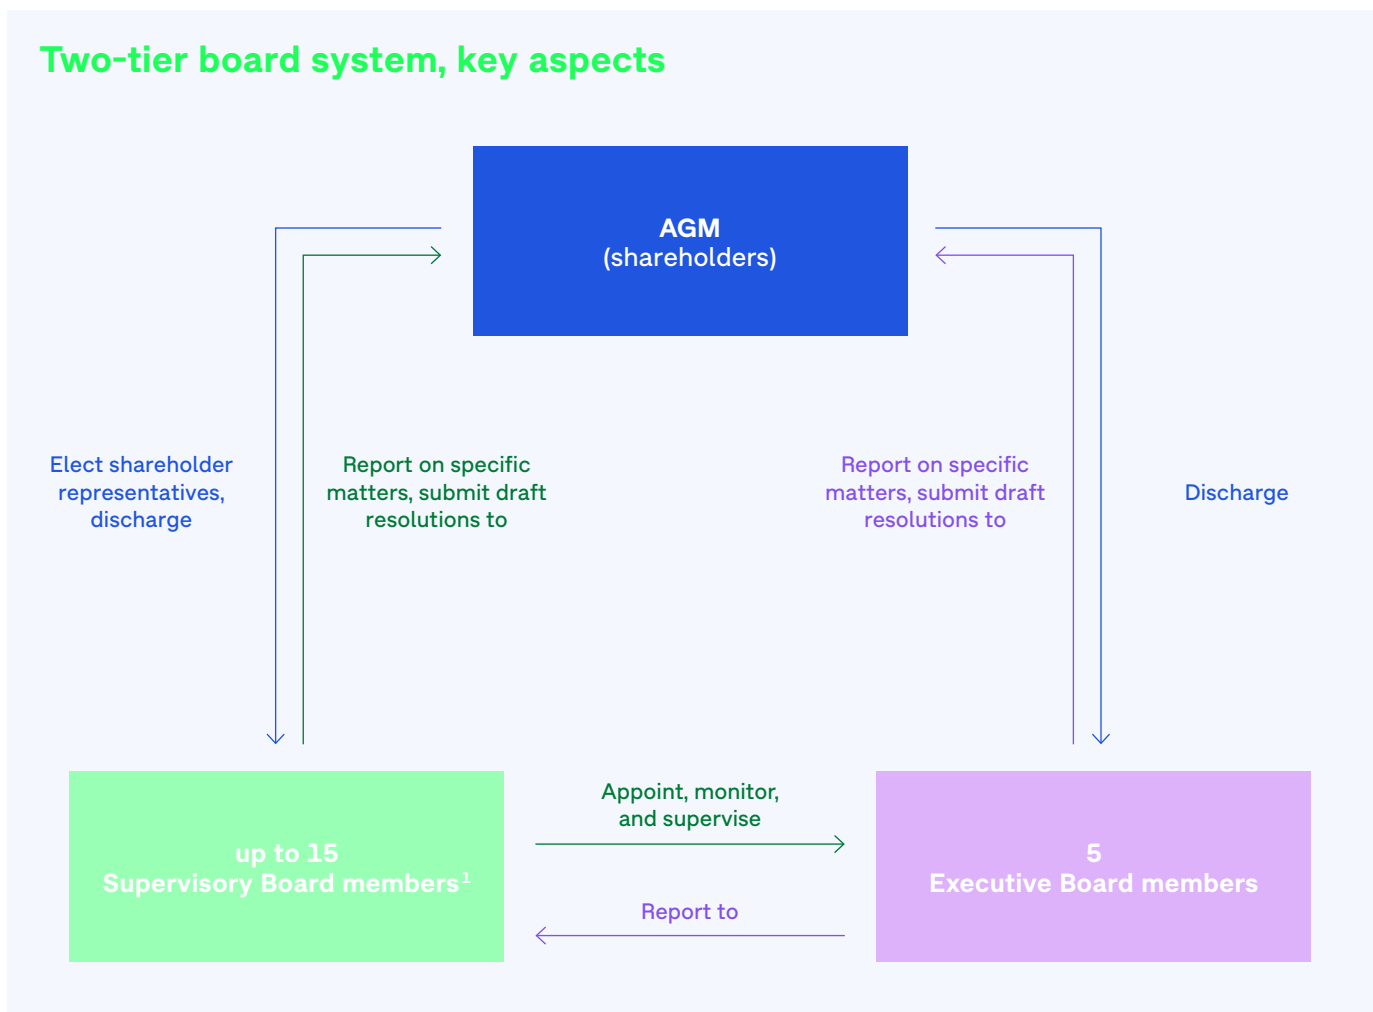 Two-tier board system, key aspects
AGM
(shareholders)
Elect shareholder
representatives,
discharge
Report on specific
matters, submit draft
resolutions to
Report on specific
matters, submit draft
resolutions to
Discharge
up to 15
Supervisory Board members¹
Appoint, monitor,
and supervise
Report to
5
Executive Board members